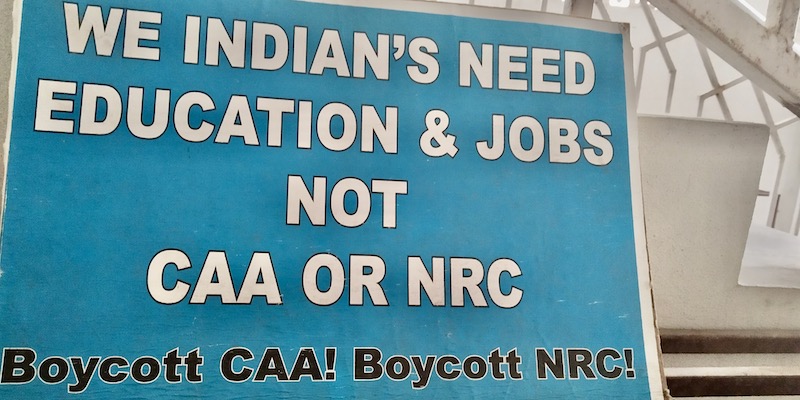 WE INDIAN'S NEED
EDUCATION & JOBS
NOT
CAA OR NRC
Boycott CAA! Boycott NRC!